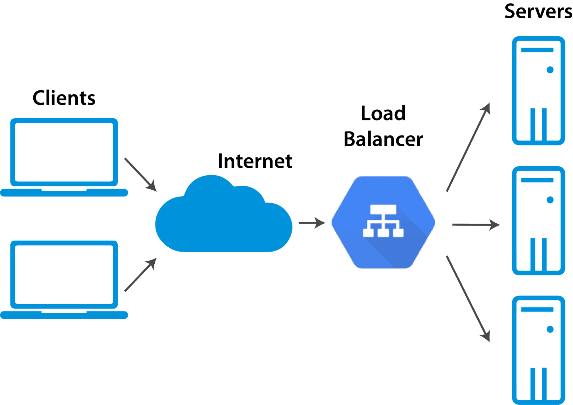 Servers
Clients
Load
Balancer
Internet